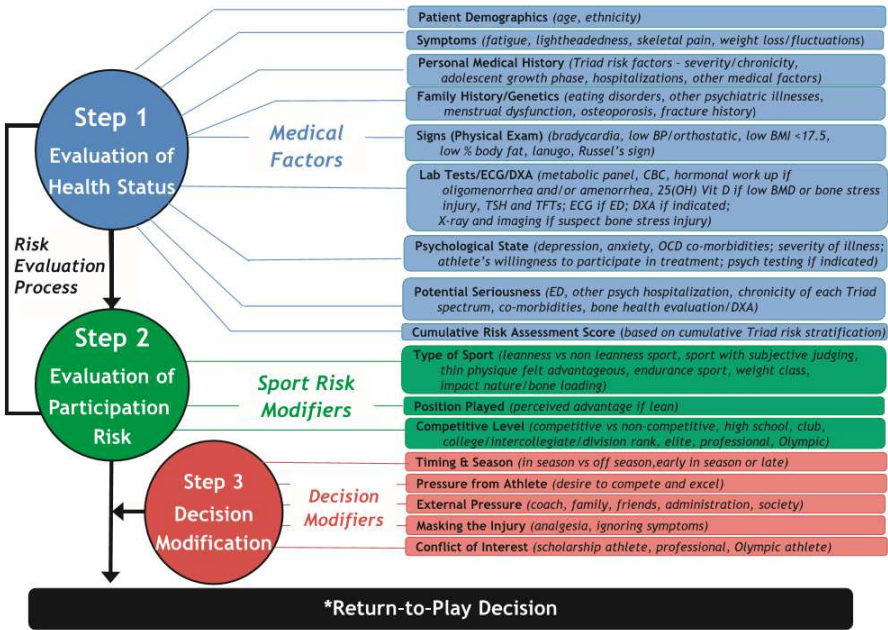 Step 1
Evaluation of
Health Status
Medical
Factors
Patient Demographics (age, ethnicity)
Symptoms (fatigue, lightheadedness, skeletal pain, weight loss/fluctuations)
Personal Medical History (Triad risk factors – severity/chronicity,
adolescent growth phase, hospitalizations, other medical factors)
Family History/Genetics (eating disorders, other psychiatric illnesses,
menstrual dysfunction, osteoporosis, fracture history)
Signs (Physical Exam) (bradycardia, low BP/orthostatic, low BMI <17.5,
low % body fat, lanugo, Russel's sign)
Lab Tests/ECG/DXA (metabolic panel, CBC, hormonal work up if
oligomenorrhea and/or amenorrhea, 25(OH) Vit D if low BMD or bone stress
injury, TSH and TFTs; ECG if ED; DXA if indicated;
X-ray and imaging if suspect bone stress injury)
Psychological State (depression, anxiety, OCD co-morbidities; severity of illness;
athlete's willingness to participate in treatment; psych testing if indicated)
Potential Seriousness (ED, other psych hospitalization, chronicity of each Triad
spectrum, co-morbidities, bone health evaluation/DXA)
Cumulative Risk Assessment Score (based on cumulative Triad risk stratification)
Risk
Evaluation
Process
Step 2
Evaluation of
Participation
Risk
Sport Risk
Modifiers
Type of Sport (leanness vs non leanness sport, sport with subjective judging,
thin physique felt advantageous, endurance sport, weight class,
impact nature/bone loading)
Position Played (perceived advantage if lean)
Competitive Level (competitive vs non-competitive, high school, club,
college/intercollegiate/division rank, elite, professional, Olympic)
Step 3
Decision
Modification
Decision
Modifiers
Timing & Season (in season vs off season,early in season or late)
Pressure from Athlete (desire to compete and excel)
External Pressure (coach, family, friends, administration, society)
Masking the Injury (analgesia, ignoring symptoms)
Conflict of Interest (scholarship athlete, professional, Olympic athlete)
*Return-to-Play Decision